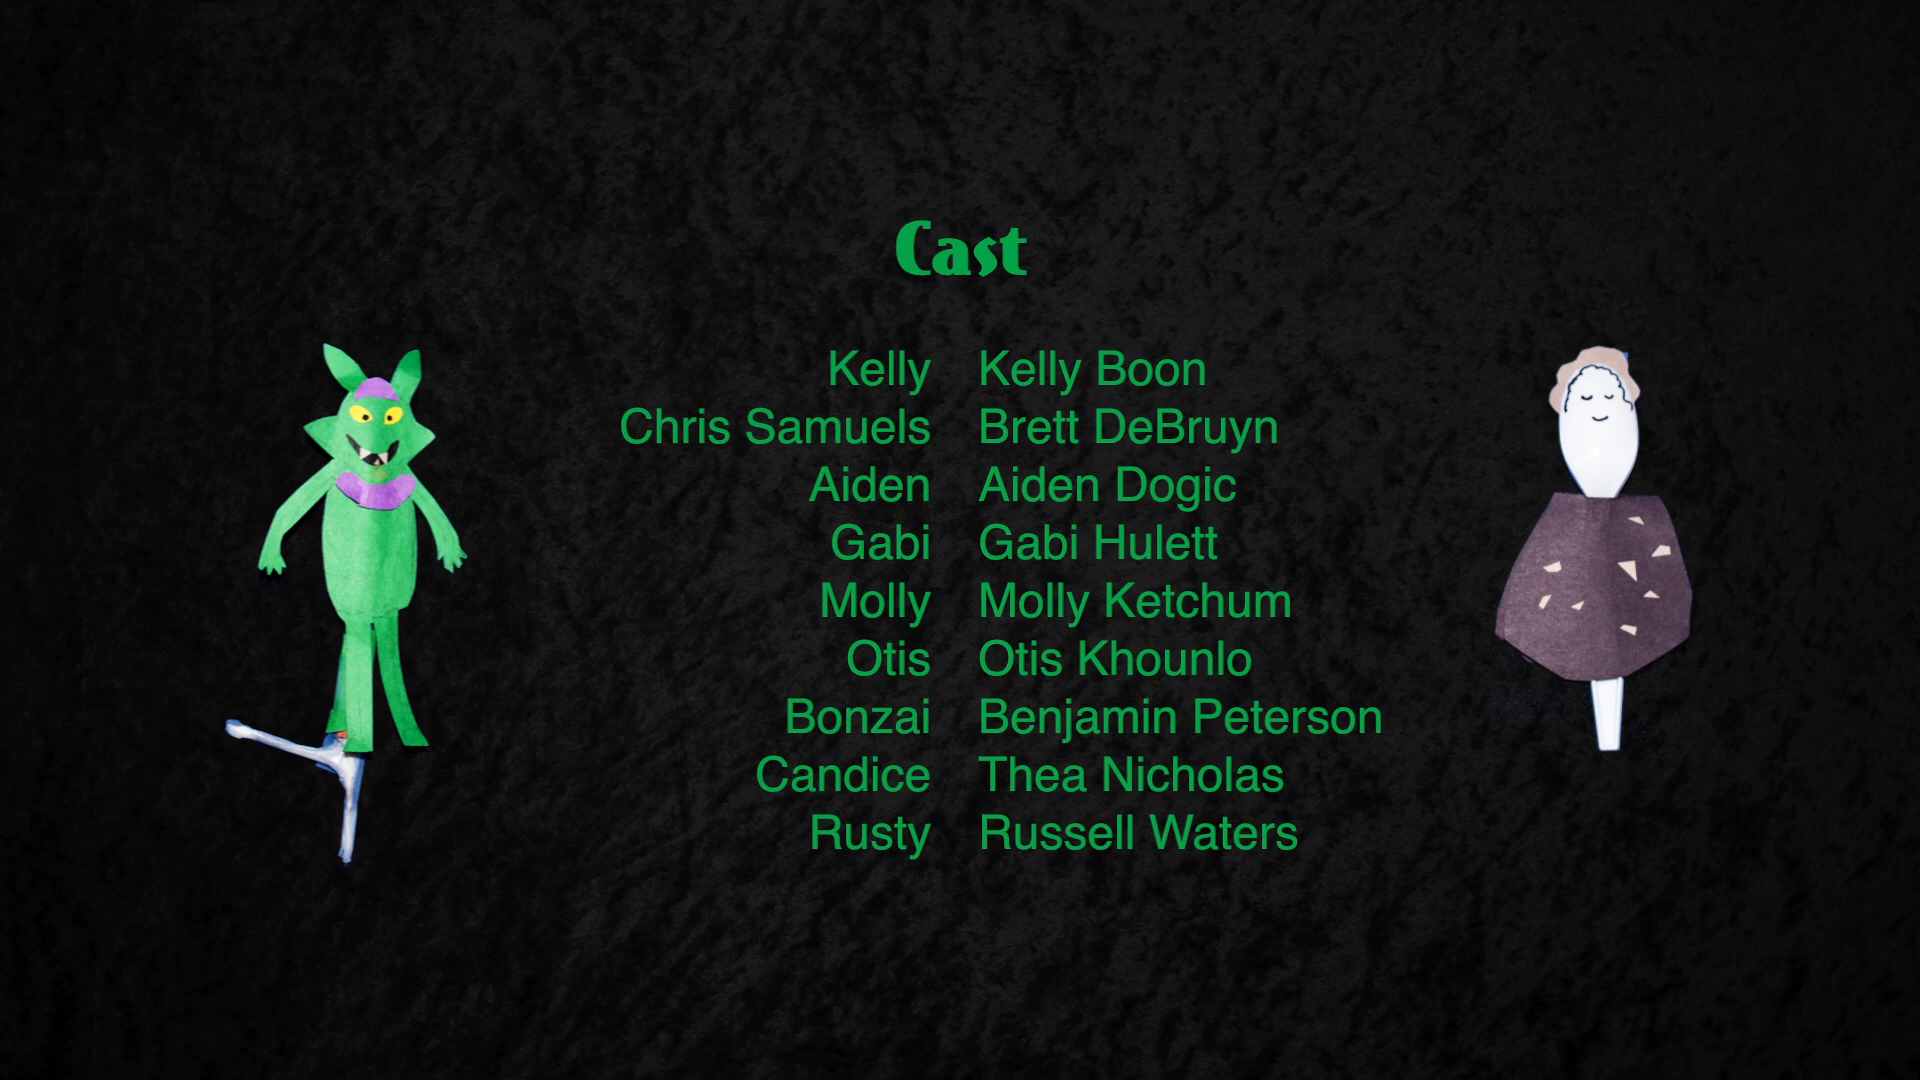 Cast
Kelly Kelly Boon
Chris Samuels Brett DeBruyn
Aiden Aiden Dogic
Gabi Gabi Hulett
Molly Molly Ketchum
Otis Otis Khounlo
Bonzai Benjamin Peterson
Candice Thea Nicholas
Rusty Russell Waters